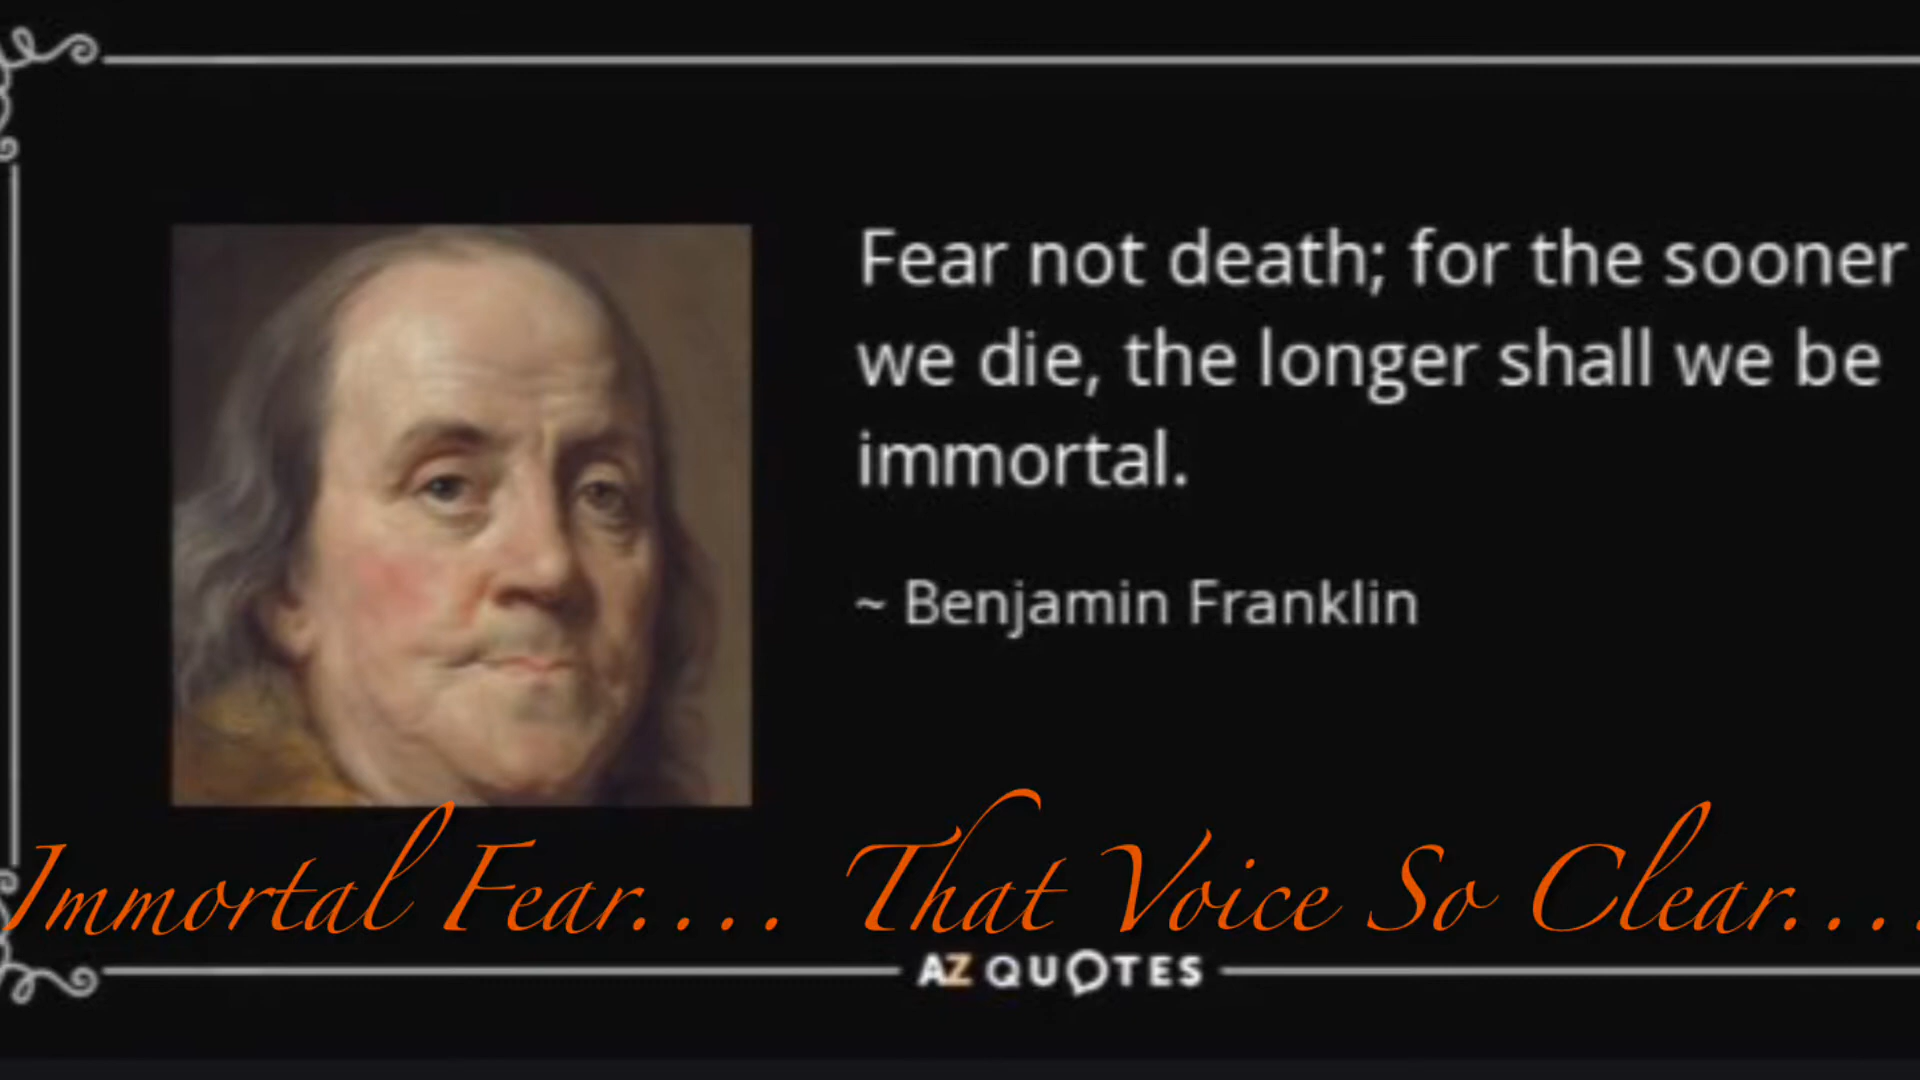 Fear not death; for the sooner
we die, the longer shall we be
immortal.
~ Benjamin Franklin
Immortal Fear.... That Voice So Clear....
AZ QUOTES